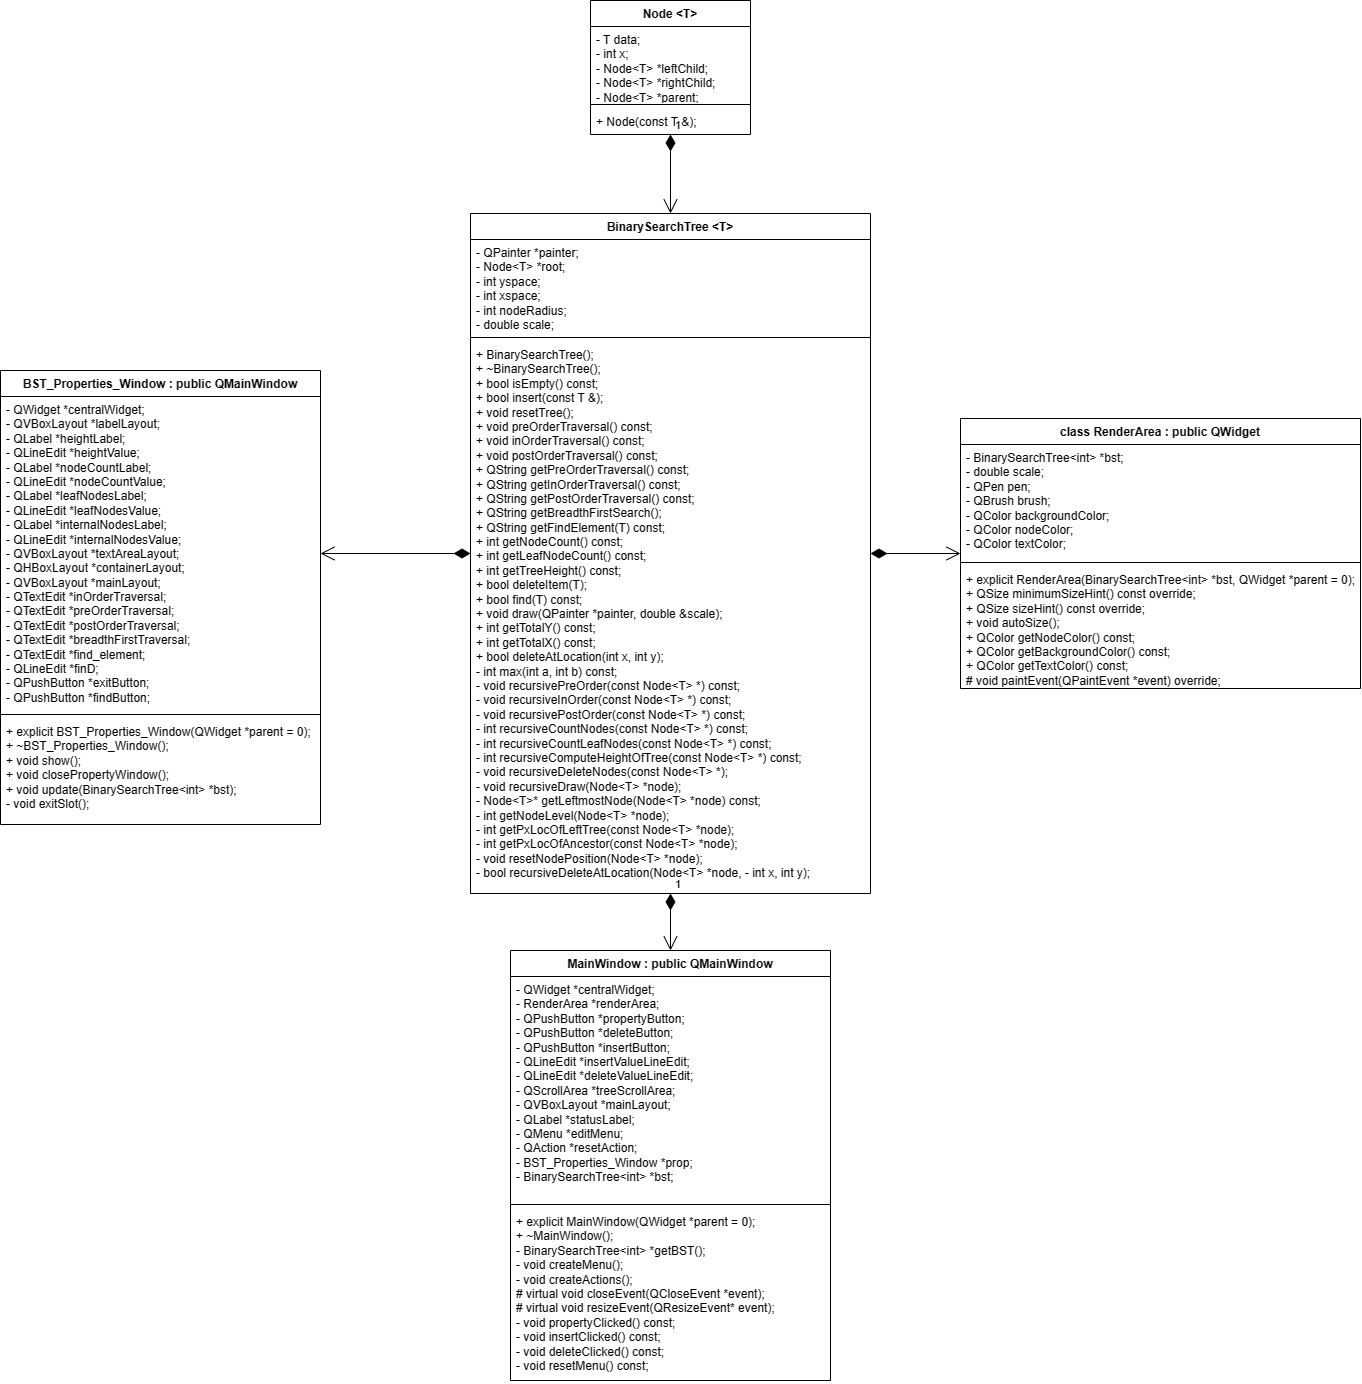 Node <T>
- T data;
- int x;
- Node<T> *leftChild;
- Node<T> *rightChild;
- Node<T> *parent;
+ Node(const T &);
1
BinarySearchTree <T>
- QPainter *painter;
- Node<T> *root;
- int yspace;
- int xspace;
- int nodeRadius;
- double scale;
+ BinarySearchTree();
+ ~BinarySearchTree();
+ bool isEmpty() const;
+ bool insert(const T &);
+ void resetTree();
+ void preOrderTraversal() const;
+ void inOrderTraversal() const;
+ void postOrderTraversal() const;
+ QString getPreOrderTraversal() const;
+ QString getInOrderTraversal() const;
+ QString getPostOrderTraversal() const;
+ QString getBreadthFirstSearch();
+ QString getFindElement(T) const;
+ int getNodeCount() const;
+ int getLeafNodeCount() const;
+ int getTreeHeight() const;
+ bool deleteItem(T);
+ bool find(T) const;
+ void draw(QPainter *painter, double &scale);
+ int getTotalY() const;
+ int getTotalX() const;
+ bool deleteAtLocation(int x, int y);
- int max(int a, int b) const;
- void recursivePreOrder(const Node<T> *) const;
- void recursiveInOrder(const Node<T> *) const;
- void recursivePostOrder(const Node<T> *) const;
- int recursiveCountNodes(const Node<T> *) const;
- int recursiveCountLeafNodes(const Node<T> *) const;
- int recursiveComputeHeightOfTree(const Node<T> *) const;
- void recursiveDeleteNodes(const Node<T> *);
- void recursiveDraw(Node<T> *node);
- Node<T>* getLeftmostNode(Node<T> *node) const;
- int getNodeLevel(Node<T> *node);
- int getPxLocOfLeftTree(const Node<T> *node);
- int getPxLocOfAncestor(const Node<T> *node);
- void resetNodePosition(Node<T> *node);
- bool recursiveDeleteAtLocation(Node<T> *node, - int x, int y);
1
BST_Properties_Window : public QMainWindow
- QWidget *centralWidget;
- QVBoxLayout *labelLayout;
- QLabel *heightLabel;
- QLineEdit *heightValue;
- QLabel *nodeCountLabel;
- QLineEdit *nodeCountValue;
- QLabel *leafNodesLabel;
- QLineEdit *leafNodesValue;
- QLabel *internalNodesLabel;
- QLineEdit *internalNodesValue;
- QVBoxLayout *textAreaLayout;
- QHBoxLayout *containerLayout;
- QVBoxLayout *mainLayout;
- QTextEdit *inOrderTraversal;
- QTextEdit *preOrderTraversal;
- QTextEdit *postOrderTraversal;
- QTextEdit *breadthFirstTraversal;
- QTextEdit *find_element;
- QLineEdit *finD;
- QPushButton *exitButton;
- QPushButton *findButton;
+ explicit BST_Properties_Window(QWidget *parent = 0);
+ ~BST_Properties_Window();
+ void show();
+ void closePropertyWindow();
+ void update(BinarySearchTree<int> *bst);
- void exitSlot();
class RenderArea : public QWidget
- BinarySearchTree<int> *bst;
- double scale;
- QPen pen;
- QBrush brush;
- QColor backgroundColor;
- QColor nodeColor;
- QColor textColor;
+ explicit RenderArea(BinarySearchTree<int> *bst, QWidget *parent = 0);
+ QSize minimumSizeHint() const override;
+ QSize sizeHint() const override;
+ void autoSize();
+ QColor getNodeColor() const;
+ QColor getBackgroundColor() const;
+ QColor getTextColor() const;
# void paintEvent(QPaintEvent *event) override;
MainWindow : public QMainWindow
- QWidget *centralWidget;
- RenderArea *renderArea;
- QPushButton *propertyButton;
- QPushButton *deleteButton;
- QPushButton *insertButton;
- QLineEdit *insertValueLineEdit;
- QLineEdit *deleteValueLineEdit;
- QScrollArea *treeScrollArea;
- QVBoxLayout *mainLayout;
- QLabel *statusLabel;
- QMenu *editMenu;
- QAction *resetAction;
- BST_Properties_Window *prop;
- BinarySearchTree<int> *bst;
+ explicit MainWindow(QWidget *parent = 0);
+ ~MainWindow();
- BinarySearchTree<int> *getBST();
- void createMenu();
- void createActions();
# virtual void closeEvent(QCloseEvent *event);
# virtual void resizeEvent(QResizeEvent* event);
- void propertyClicked() const;
- void insertClicked() const;
- void deleteClicked() const;
- void resetMenu() const;